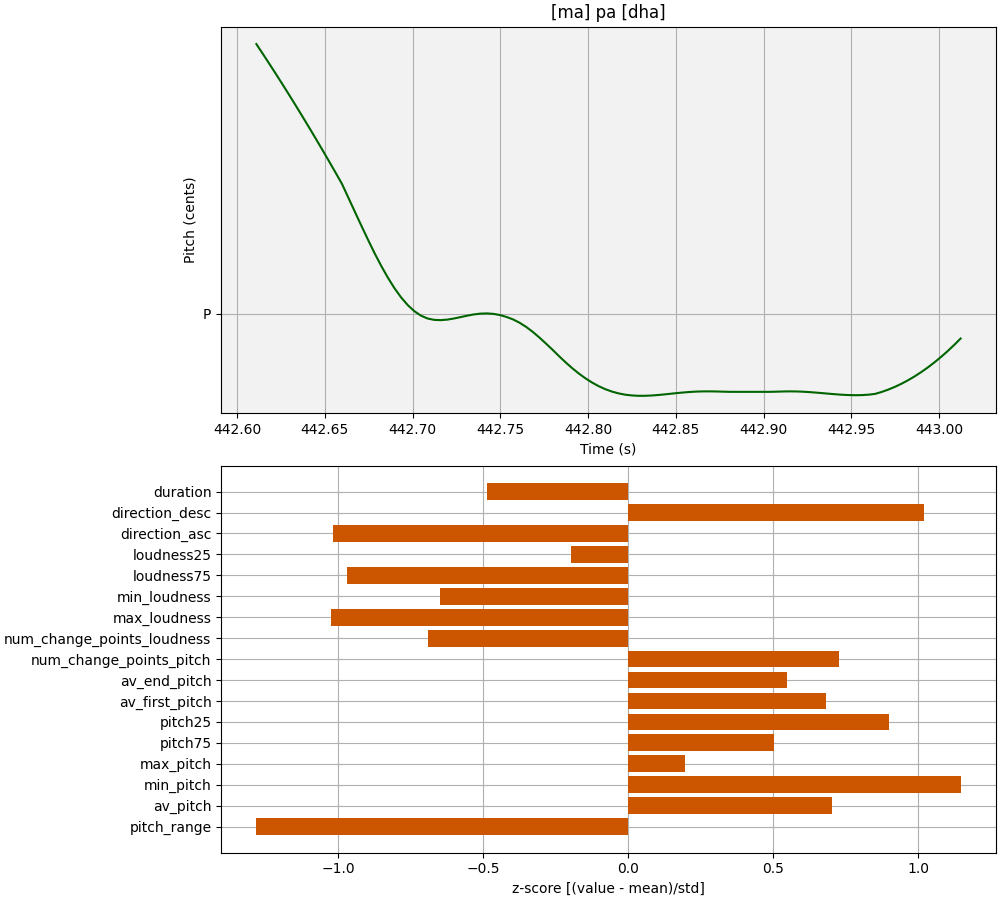 [ma] pa [dha]
Pitch (cents)
P
442.60 442.65 442.70 442.75 442.80 442.85 442.90 442.95 443.00
Time (s)
duration
direction_desc
direction_asc
loudness25
loudness75
min_loudness
max_loudness
num_change_points_loudness
num_change_points_pitch
av_end_pitch
av_first_pitch
pitch25
pitch75
max_pitch
min_pitch
av_pitch
pitch_range
−1.0 −0.5 0.0 0.5 1.0
z-score [(value - mean)/std]